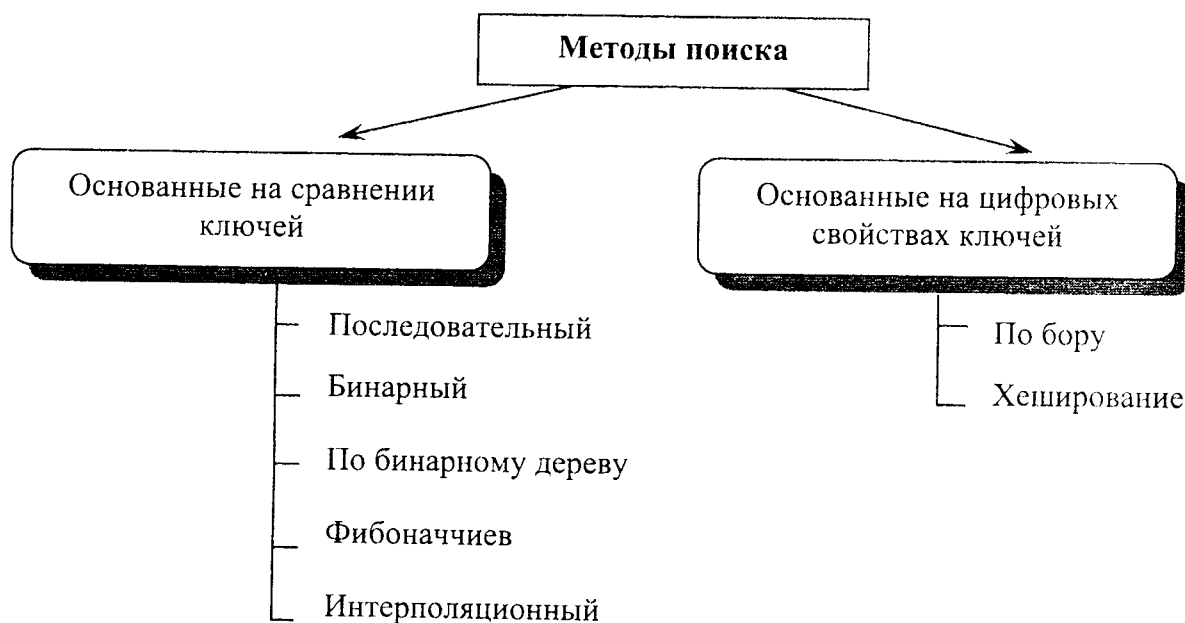 Методы поиска
Основанные на сравнении
ключей
Последовательный
Бинарный
По бинарному дереву
Фибоначчиев
Интерполяционный
Основанные на цифровых
свойствах ключей
По бору
Хеширование